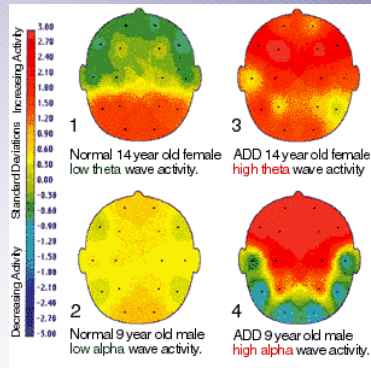 Increasing Activity
Standard Deviations
Decreasing Activity
3.00
2.70
2.40
2.10
1.80
1.50
1.20
0.90
0.60
0.30
-0.30
-0.60
-0.90
-1.20
-1.50
-1.80
-2.10
-2.40
-2.70
-3.00
1
Normal 14 year old female
low theta wave activity.
3
ADD 14 year old female
high theta wave activity
2
Normal 9 year old male
low alpha wave activity.
4
ADD 9 year old male
high alpha wave activity.